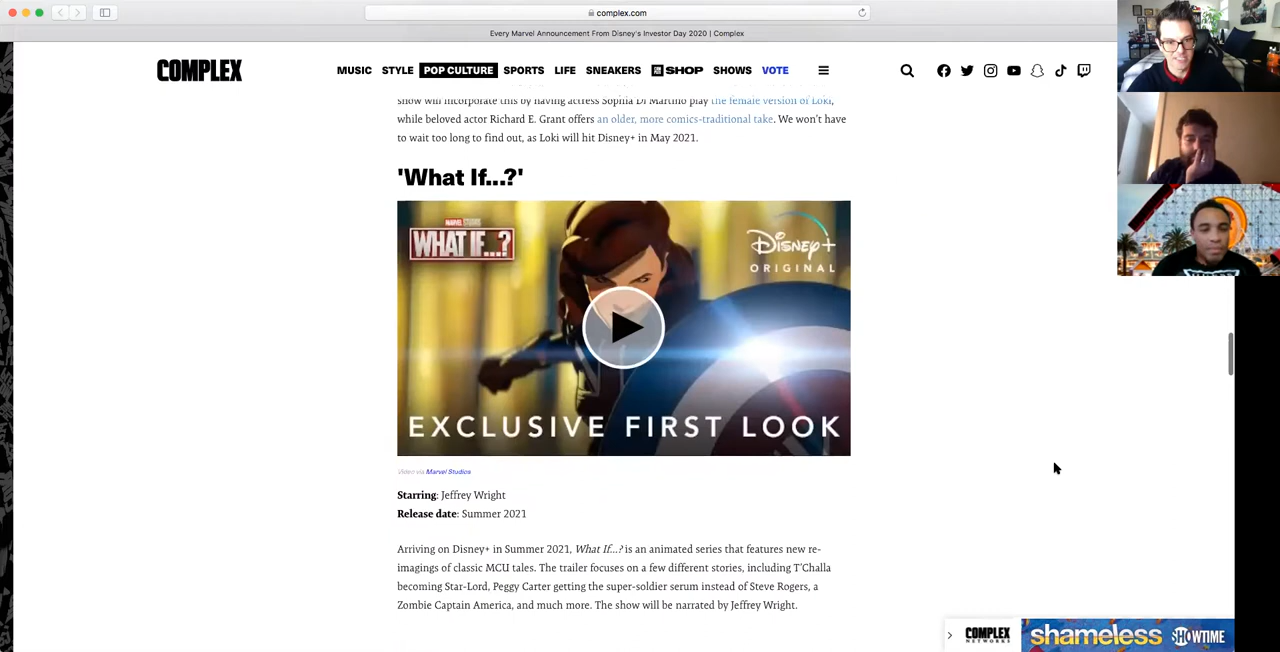 complex.com
Every Marvel Announcement From Disney's Investor Day 2020 | Complex
COMPLEX
MUSIC STYLE POP CULTURE SPORTS LIFE SNEAKERS SHOP SHOWS VOTE
show will incorporate this by having actress Sophia Di Martino play the female version of Loki,
while beloved actor Richard E. Grant offers an older, more comics-traditional take. We won't have
to wait too long to find out, as Loki will hit Disney+ in May 2021.
'What If...?'
MARVEL STUDIOS
WHAT IF...?
Disney+
ORIGINAL
EXCLUSIVE FIRST LOOK
Video via Marvel Studios
Starring: Jeffrey Wright
Release date: Summer 2021
Arriving on Disney+ in Summer 2021, What If...? is an animated series that features new re-
imagings of classic MCU tales. The trailer focuses on a few different stories, including T'Challa
becoming Star-Lord, Peggy Carter getting the super-soldier serum instead of Steve Rogers, a
Zombie Captain America, and much more. The show will be narrated by Jeffrey Wright.
COMPLEX
NETWORKS
shameless
SHOWTIME